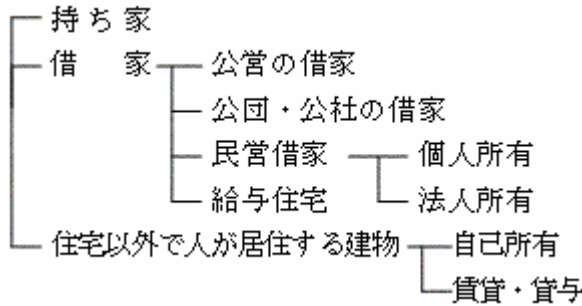 持ち家
借　家　公営の借家
公団・公社の借家
民営借家　個人所有
給与住宅　法人所有
住宅以外で人が居住する建物　自己所有
賃貸・貸与